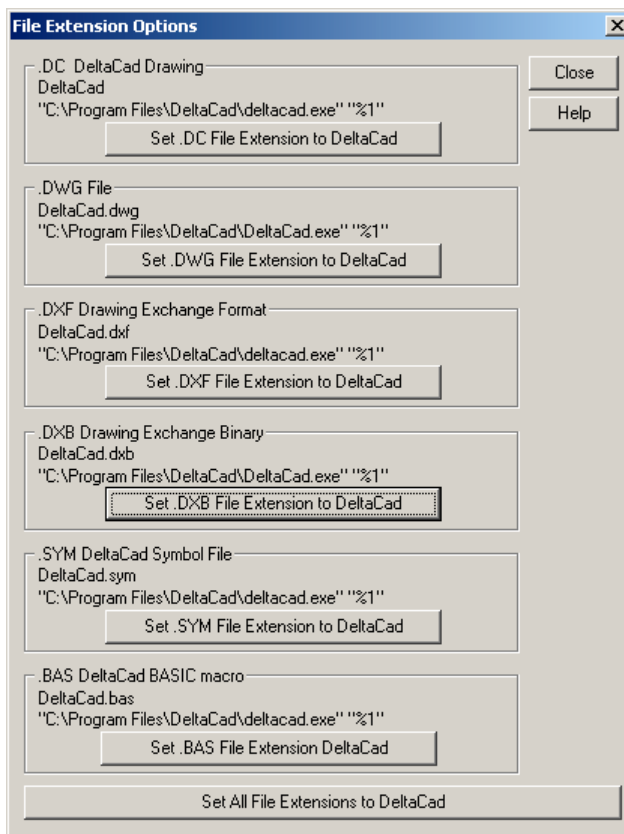 File Extension Options
.DC  DeltaCad Drawing
DeltaCad
"C:\Program Files\DeltaCad\deltacad.exe" "%1"
Set .DC File Extension to DeltaCad
Close
Help
.DWG File
DeltaCad.dwg
"C:\Program Files\DeltaCad\DeltaCad.exe" "%1"
Set .DWG File Extension to DeltaCad
.DXF Drawing Exchange Format
DeltaCad.dxf
"C:\Program Files\DeltaCad\deltacad.exe" "%1"
Set .DXF File Extension to DeltaCad
.DXB Drawing Exchange Binary
DeltaCad.dxb
"C:\Program Files\DeltaCad\DeltaCad.exe" "%1"
Set .DXB File Extension to DeltaCad
.SYM DeltaCad Symbol File
DeltaCad.sym
"C:\Program Files\DeltaCad\deltacad.exe" "%1"
Set .SYM File Extension to DeltaCad
.BAS DeltaCad BASIC macro
DeltaCad.bas
"C:\Program Files\DeltaCad\deltacad.exe" "%1"
Set .BAS File Extension DeltaCad
Set All File Extensions to DeltaCad